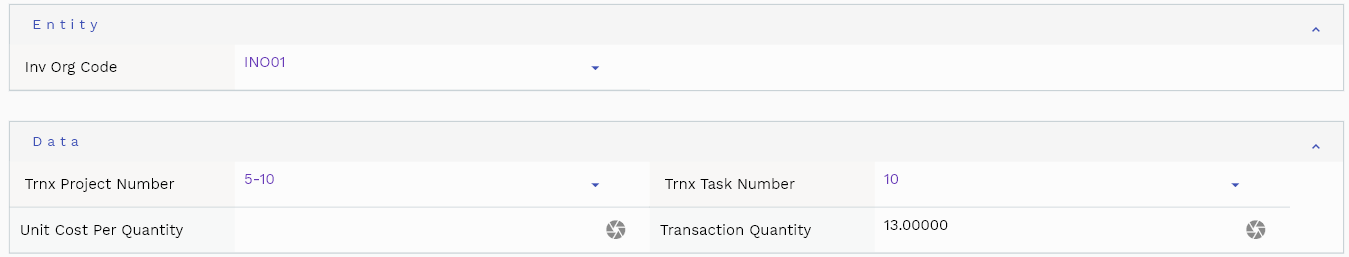 Entity
Inv Org Code INO01
Data
Trnx Project Number 5-10 Trnx Task Number 10
Unit Cost Per Quantity Transaction Quantity 13.00000